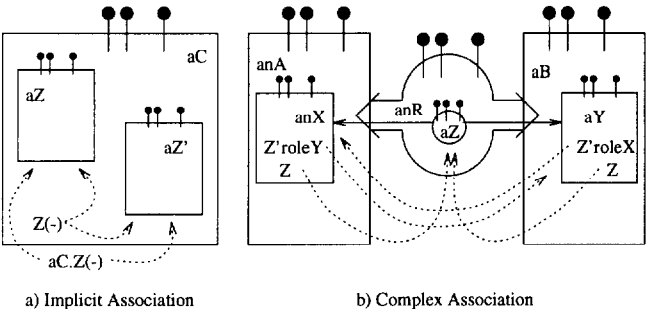 aC
aZ
aZ'
Z(-)
aC.Z(-)
a) Implicit Association
anA
anX
Z'roleY
Z
anR
aZ
aB
aY
Z'roleX
Z
b) Complex Association